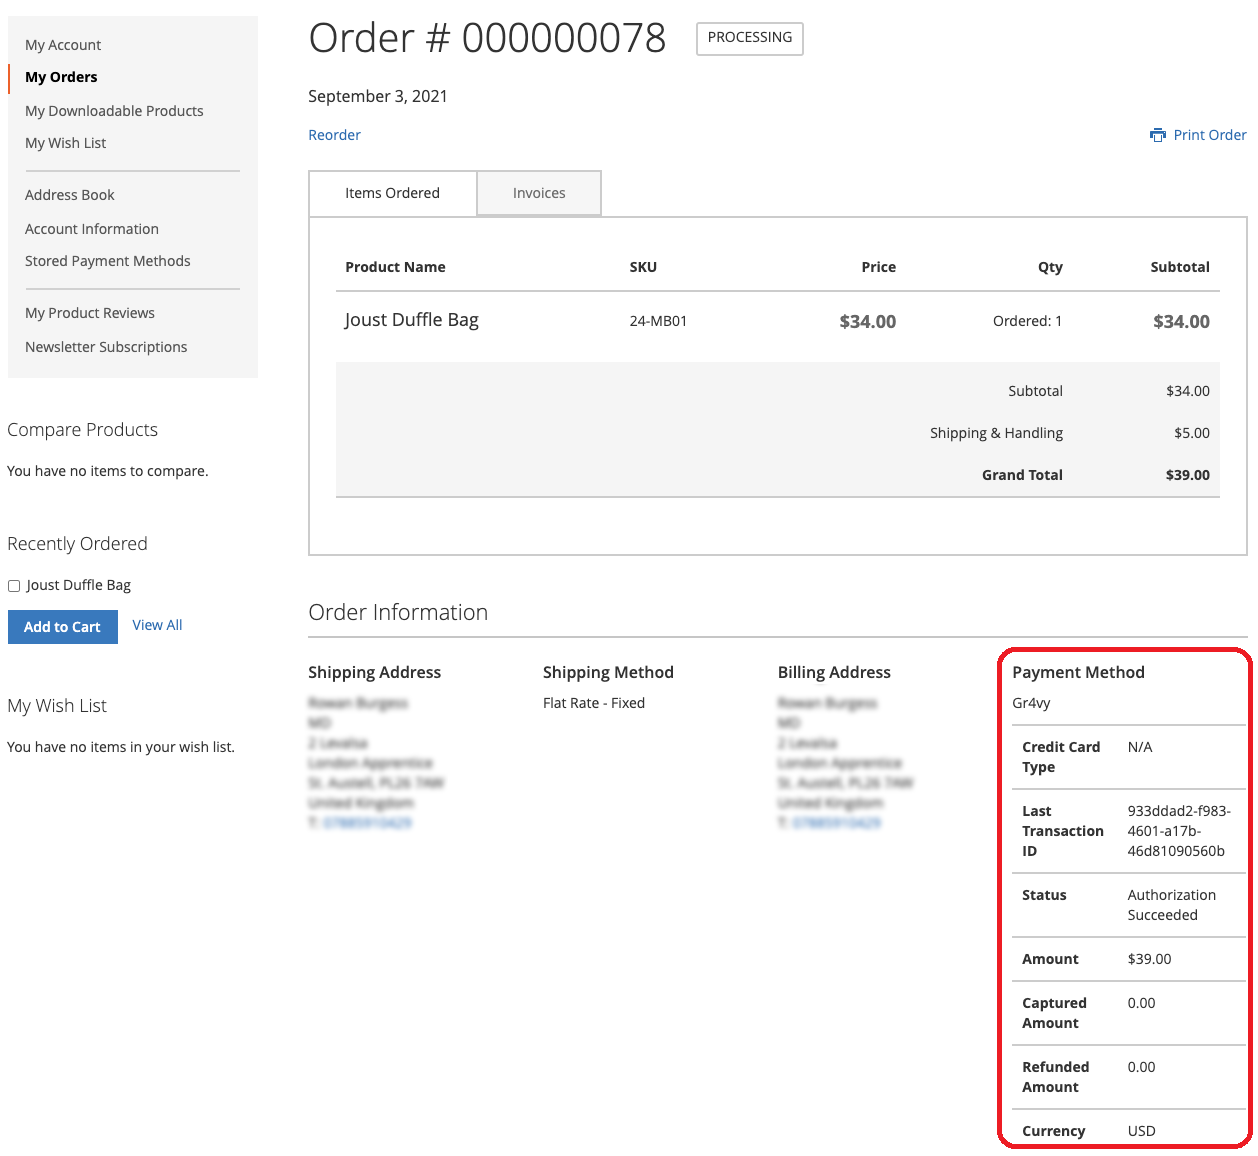 My Account
My Orders
My Downloadable Products
My Wish List
Address Book
Account Information
Stored Payment Methods
My Product Reviews
Newsletter Subscriptions
Compare Products
You have no items to compare.
Recently Ordered
Joust Duffle Bag
Add to Cart View All
My Wish List
You have no items in your wish list.
Order # 000000078 PROCESSING
September 3, 2021
Reorder Print Order
Items Ordered Invoices
Product Name SKU Price Qty Subtotal
Joust Duffle Bag 24-MB01 $34.00 Ordered: 1 $34.00
Subtotal $34.00
Shipping & Handling $5.00
Grand Total $39.00
Order Information
Shipping Address
Shipping Method
Flat Rate - Fixed
Billing Address
Payment Method
Gr4vy
Credit Card N/A
Type
Last 933ddad2-f983-
Transaction 4601-a17b-
ID 46d81090560b
Status Authorization
Succeeded
Amount $39.00
Captured 0.00
Amount
Refunded 0.00
Amount
Currency USD